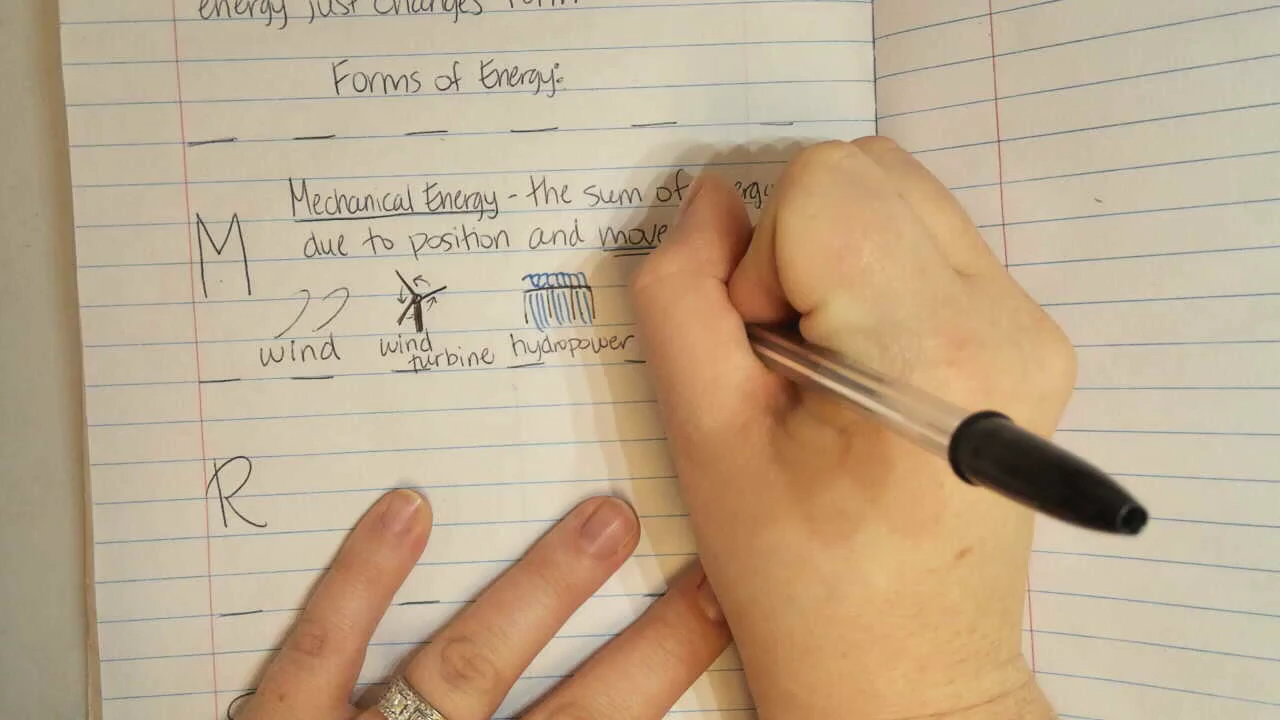 energy just changes form
Forms of Energy:
Mechanical Energy - the sum of
due to position and move
M
wind
wind
turbine
hydropower
R